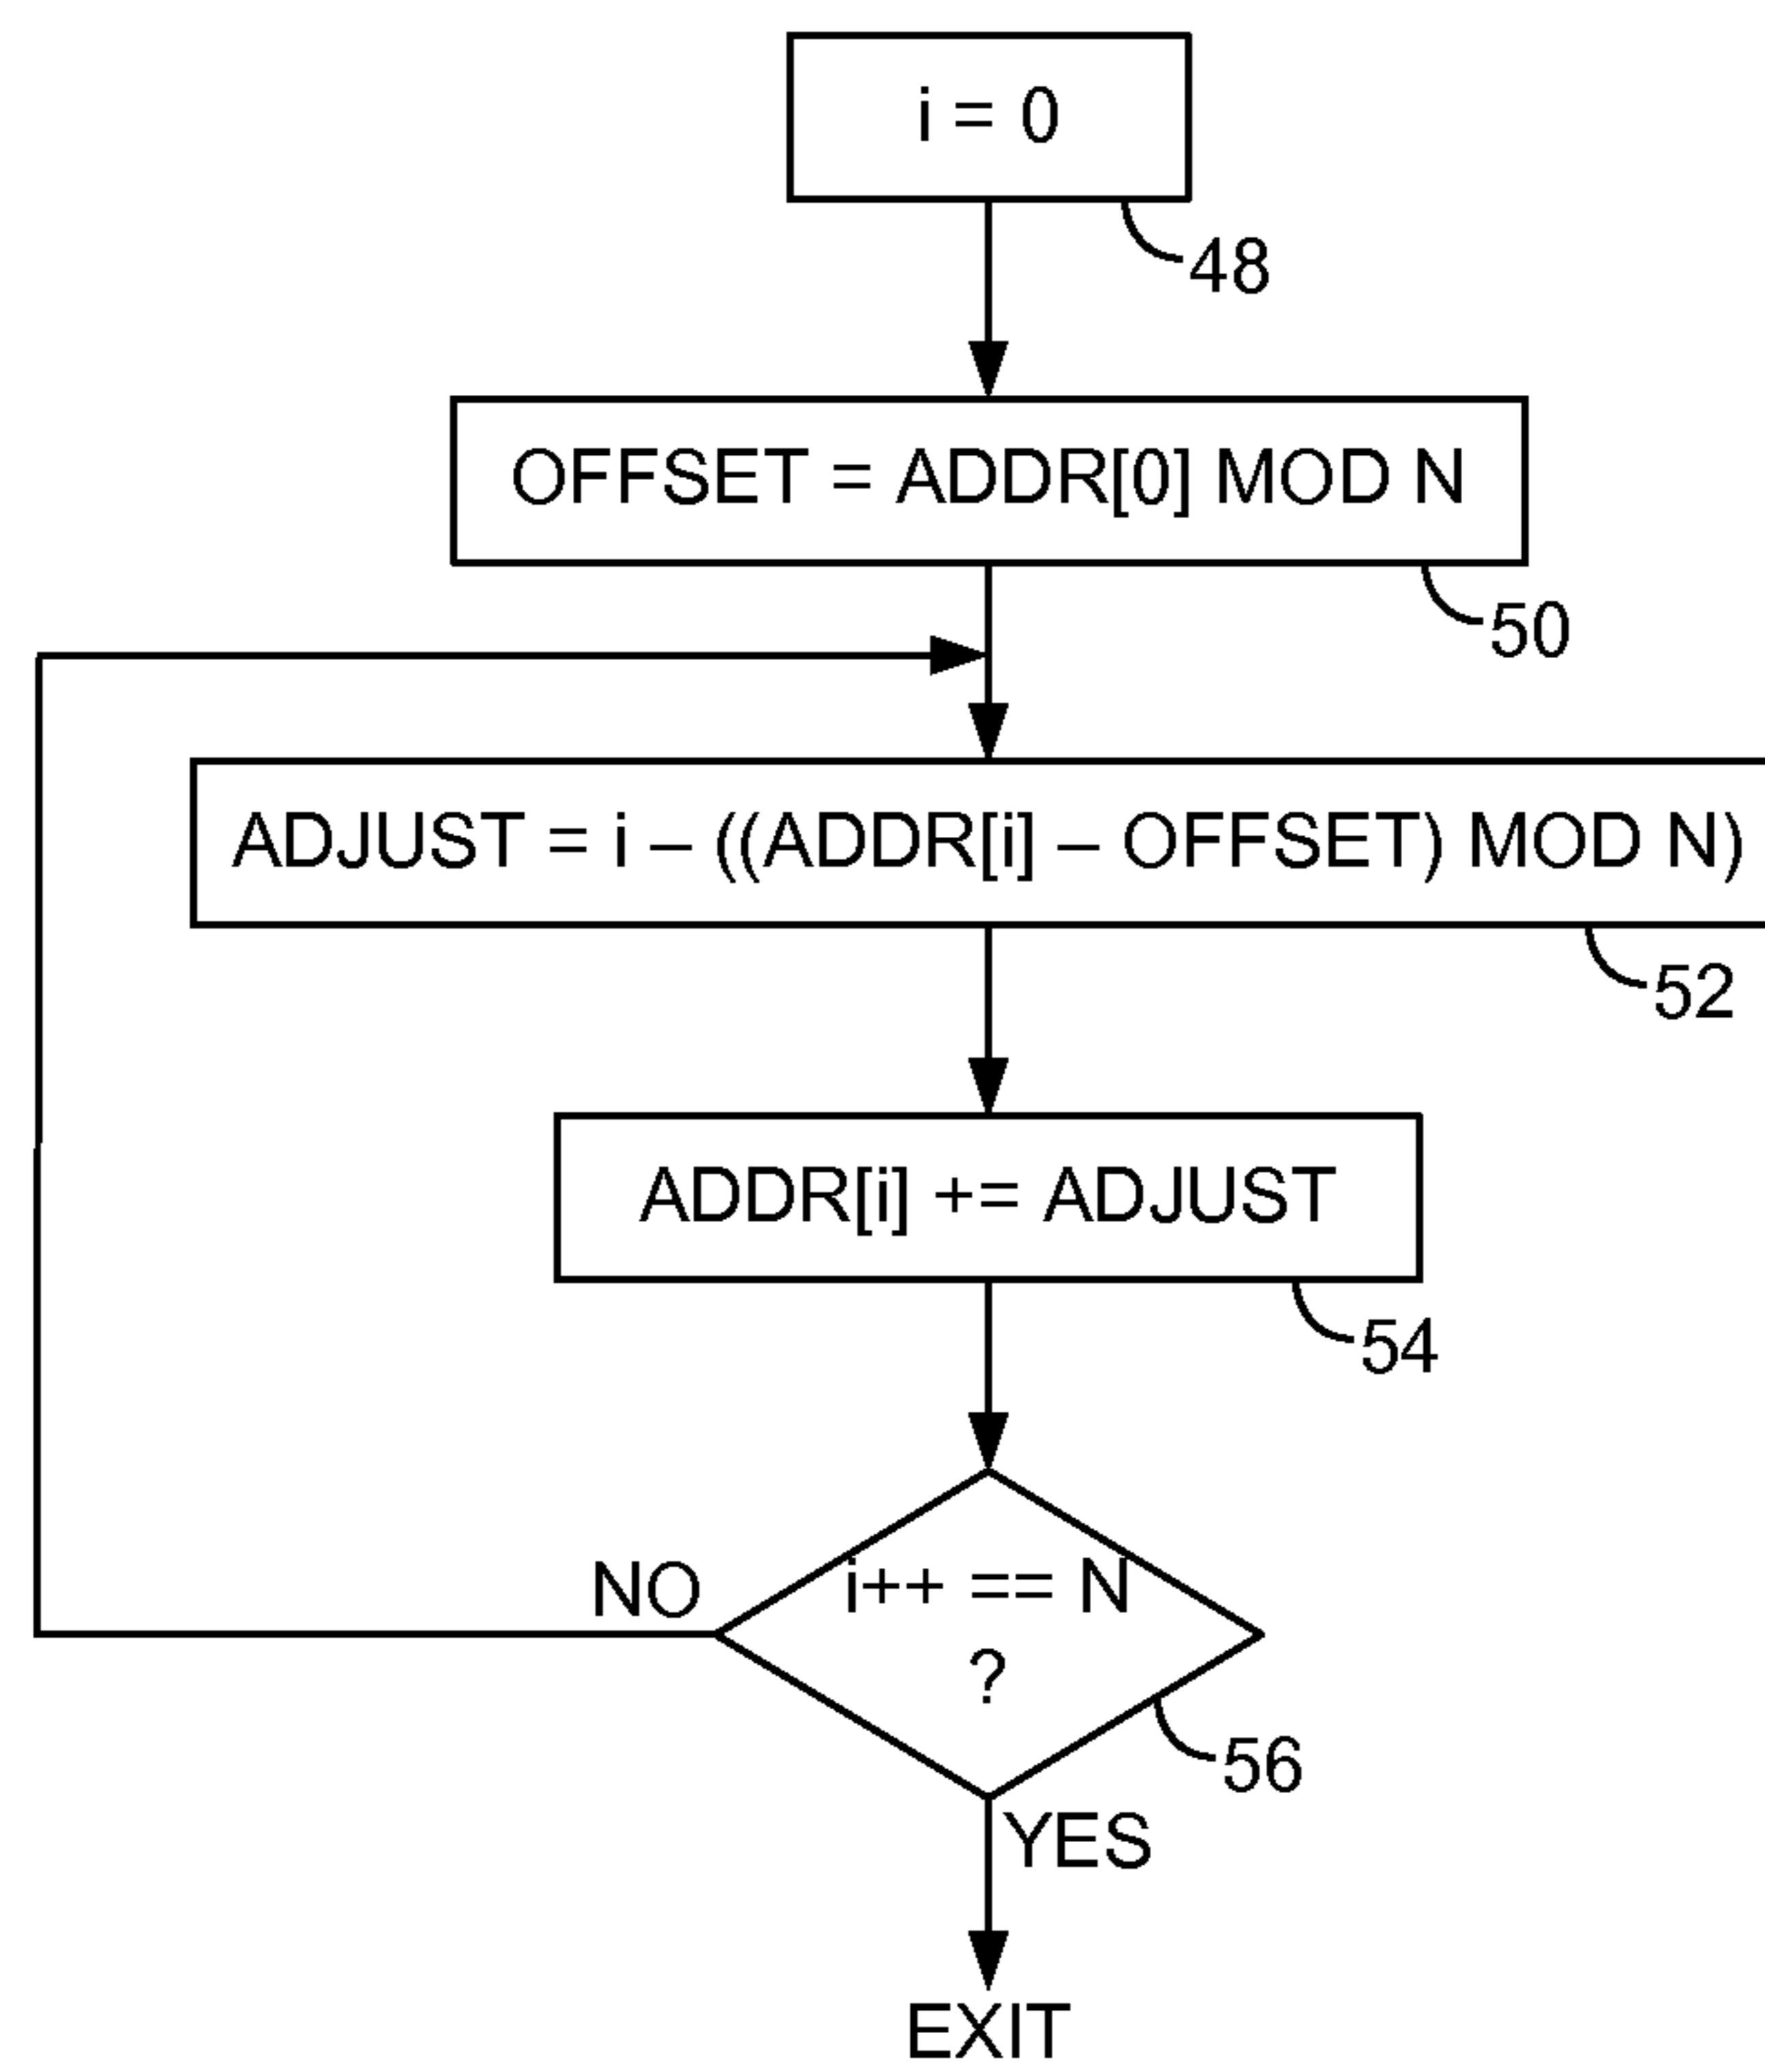 i = 0
48
OFFSET = ADDR[0] MOD N
50
ADJUST = i – ((ADDR[i] – OFFSET) MOD N)
52
ADDR[i] += ADJUST
54
NO
i++ == N
?
56
YES
EXIT